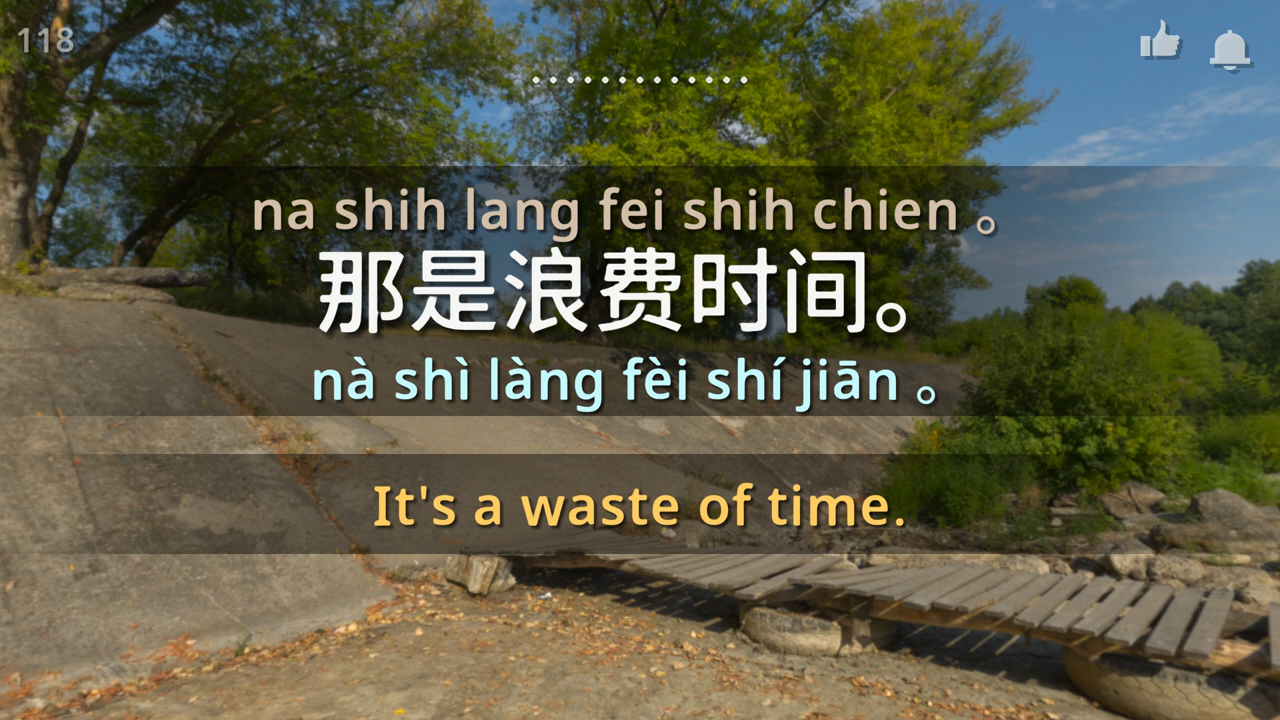 118
na shih lang fei shih chien 。
那是浪费时间。
nà shì làng fèi shí jiān 。
It's a waste of time.